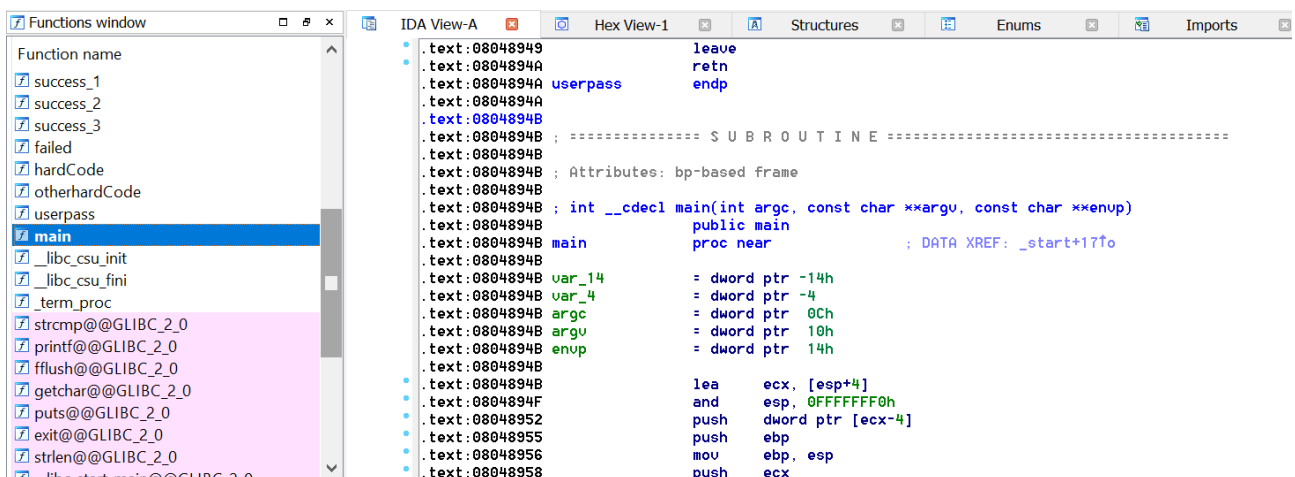 Functions window
Function name
success_1
success_2
success_3
failed
hardCode
otherhardCode
userpass
main
__libc_csu_init
__libc_csu_fini
_term_proc
strcmp@@GLIBC_2_0
printf@@GLIBC_2_0
fflush@@GLIBC_2_0
getchar@@GLIBC_2_0
puts@@GLIBC_2_0
exit@@GLIBC_2_0
strlen@@GLIBC_2_0
IDA View-A Hex View-1 Structures Enums Imports
.text:08048949 leave
.text:0804894A retn
.text:0804894A userpass endp
.text:0804894A
.text:0804894B
.text:0804894B ; =============== S U B R O U T I N E =======================================
.text:0804894B
.text:0804894B ; Attributes: bp-based frame
.text:0804894B
.text:0804894B ; int __cdecl main(int argc, const char **argv, const char **envp)
.text:0804894B public main
.text:0804894B main proc near ; DATA XREF: _start+17↑o
.text:0804894B
.text:0804894B var_14 = dword ptr -14h
.text:0804894B var_4 = dword ptr -4
.text:0804894B argc = dword ptr 0Ch
.text:0804894B argv = dword ptr 10h
.text:0804894B envp = dword ptr 14h
.text:0804894B
.text:0804894B lea ecx, [esp+4]
.text:0804894F and esp, 0FFFFFFF0h
.text:08048952 push dword ptr [ecx-4]
.text:08048955 push ebp
.text:08048956 mov ebp, esp
.text:08048958 push ecx